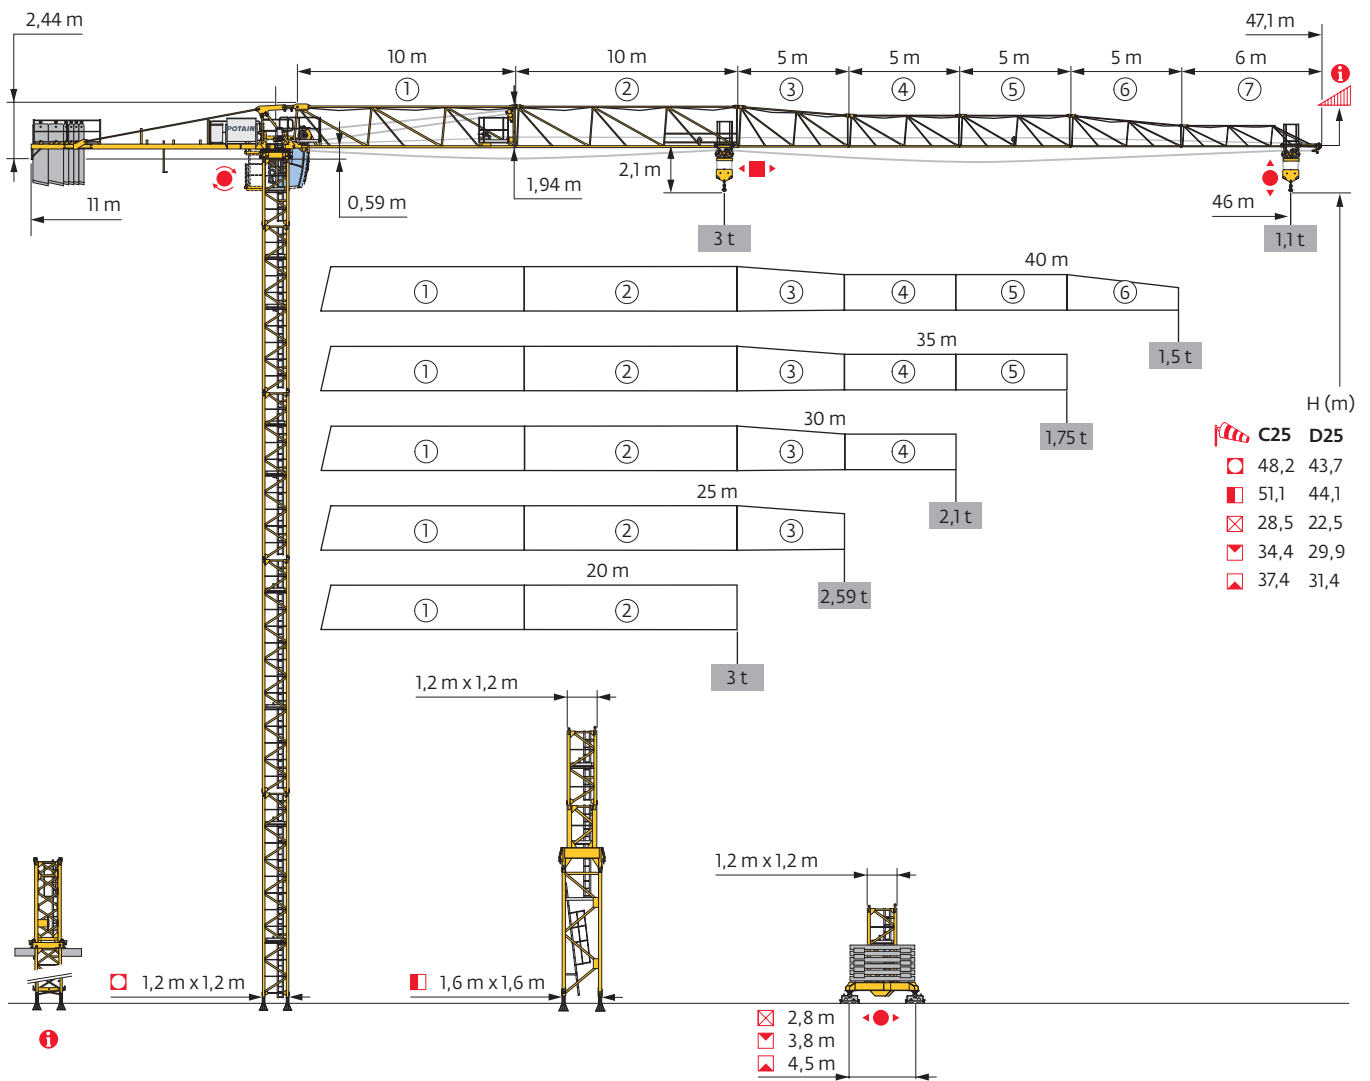 2,44 m
47,1 m
10 m
10 m
5 m
5 m
5 m
5 m
6 m
1
2
3
4
5
6
7
i
POTAIN
2,1 m
1,94 m
11 m
0,59 m
46 m
3 t
1,1 t
40 m
1
2
3
4
5
6
1,5 t
35 m
1
2
3
4
5
1,75 t
H (m)
C25 D25
48,2 43,7
51,1 44,1
28,5 22,5
34,4 29,9
37,4 31,4
30 m
1
2
3
4
2,1 t
25 m
1
2
3
2,59 t
20 m
1
2
3 t
1,2 m x 1,2 m
1,2 m x 1,2 m
1,2 m x 1,2 m
1,6 m x 1,6 m
i
2,8 m
3,8 m
4,5 m